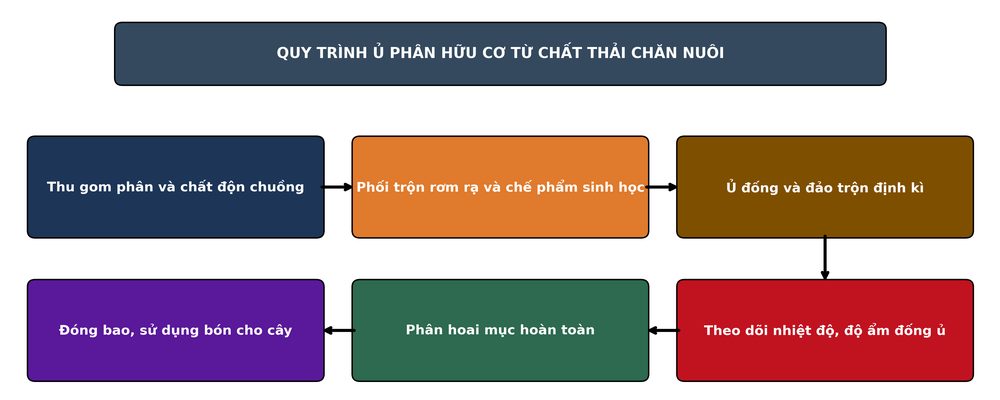 QUY TRÌNH Ủ PHÂN HỮU CƠ TỪ CHẤT THẢI CHĂN NUÔI
Thu gom phân và chất độn chuồng
Phối trộn rơm rạ và chế phẩm sinh học
Ủ đống và đảo trộn định kì
Theo dõi nhiệt độ, độ ẩm đống ủ
Phân hoai mục hoàn toàn
Đóng bao, sử dụng bón cho cây